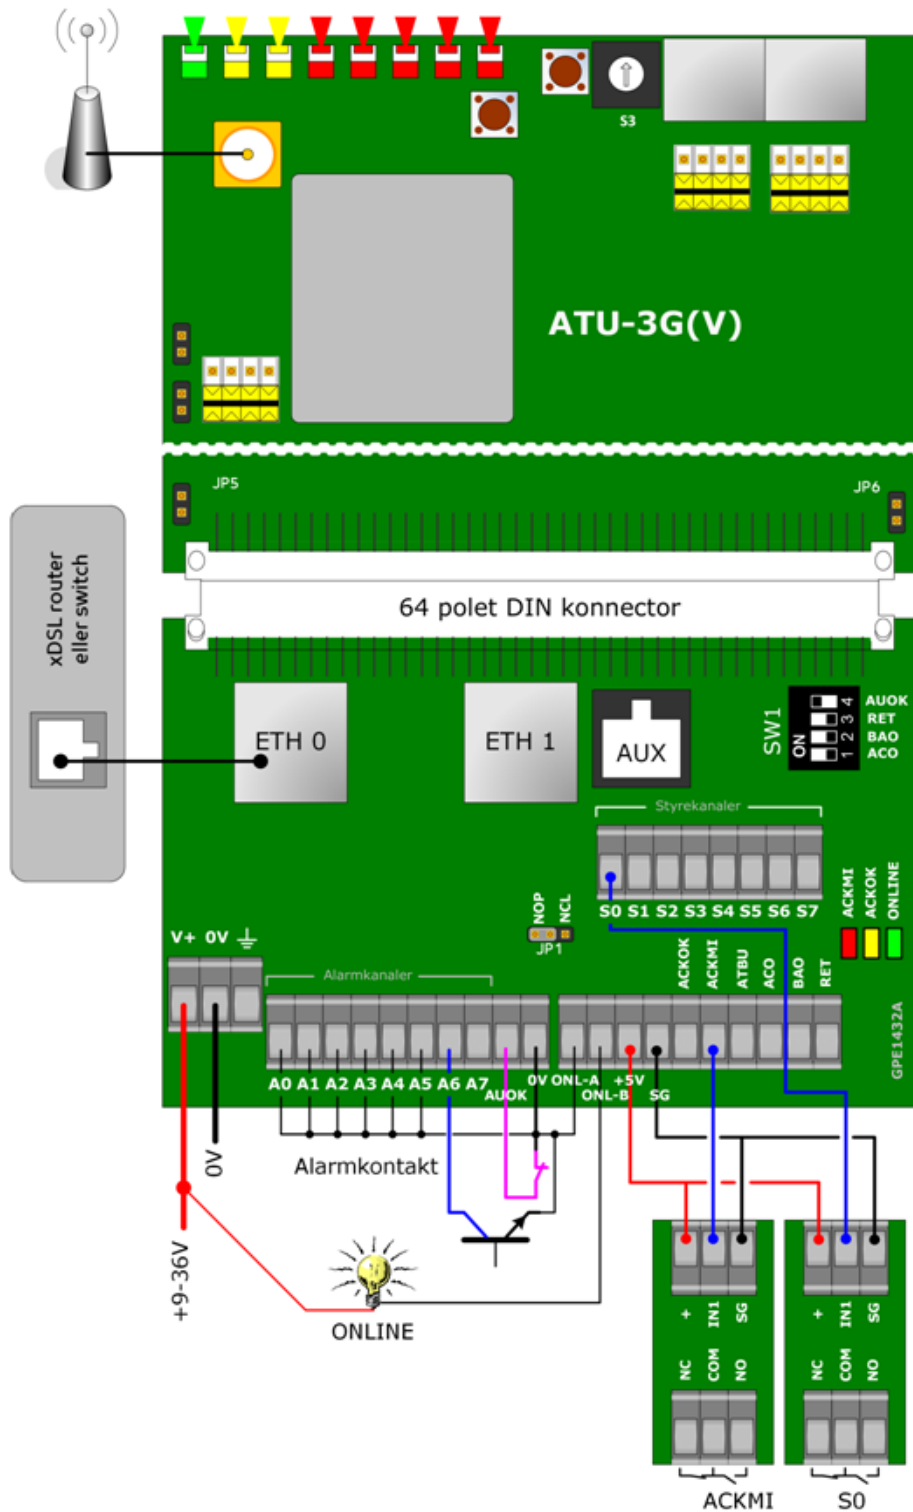 S3
ATU-3G(V)
JP5
JP6
xDSL router
eller switch
64 polet DIN konnector
ETH 0
ETH 1
AUX
SW1
ON
1 2 3 4
AUOK
RET
BAO
ACO
Styrekanaler
S0 S1 S2 S3 S4 S5 S6 S7
NOP
NCL
JP1
ACKMI
ACKOK
ONLINE
V+ 0V
Alarmkanaler
ACKOK
ACKMI
ATBU
ACO
BAO
RET
GPE1432A
A0 A1 A2 A3 A4 A5 A6 A7
AUOK
0V ONL-A +5V
ONL-B SG
0V
Alarmkontakt
+9-36V
ONLINE
+ IN1 SG
NC COM NO
+ IN1 SG
NC COM NO
ACKMI
S0